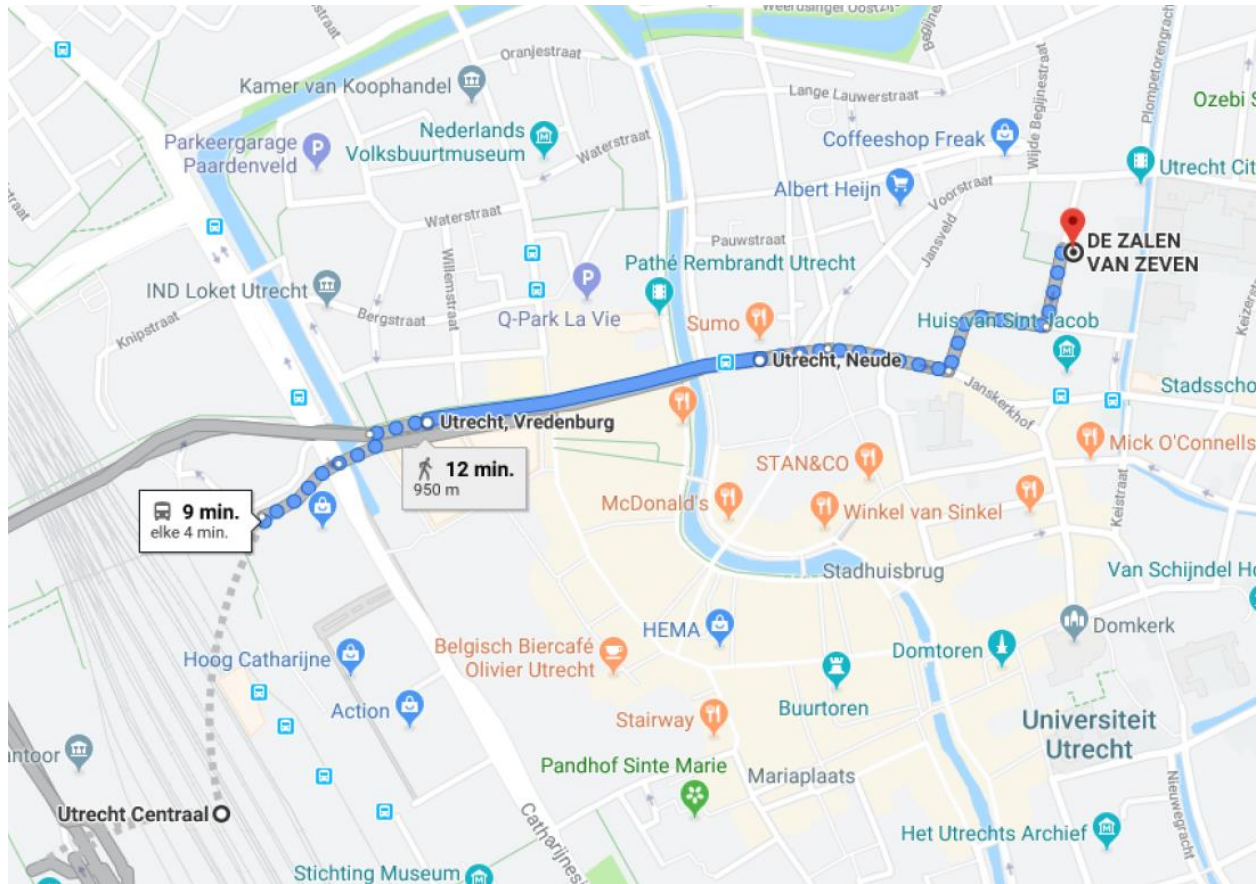 Weerdsingel Oostzijde
Oranjestraat
Kamer van Koophandel
Lange Lauwerstraat
Plompetorengracht
Ozebi S
Nederlands
Volksbuurtmuseum
Parkeergarage
Paardenveld
P
Waterstraat
Coffeeshop Freak
Wijde Begijnestraat
Albert Heijn
Voorstraat
Utrecht Cit
Waterstraat
Pauwstraat
Jansveld
DE ZALEN
VAN ZEVEN
Willemstraat
Pathé Rembrandt Utrecht
IND Loket Utrecht
P
Knipstraat
Bergstraat
Q-Park La Vie
Sumo
Huis van Sint Jacob
Keizerst
Utrecht, Neude
Stadsscho
Janskerkhof
Utrecht, Vredenburg
Mick O'Connells
12 min.
950 m
STAN&CO
9 min.
elke 4 min.
McDonald's
Winkel van Sinkel
Keistraat
Stadhuisbrug
Van Schijndel Ho
HEMA
Domkerk
Belgisch Biercafé
Olivier Utrecht
Domtoren
Hoog Catharijne
Action
Buurtoren
Stairway
Universiteit
Utrecht
Pandhof Sinte Marie
Mariaplaats
antoor
Utrecht Centraal
Catharijnes
Nieuwegracht
Het Utrechts Archief
Stichting Museum